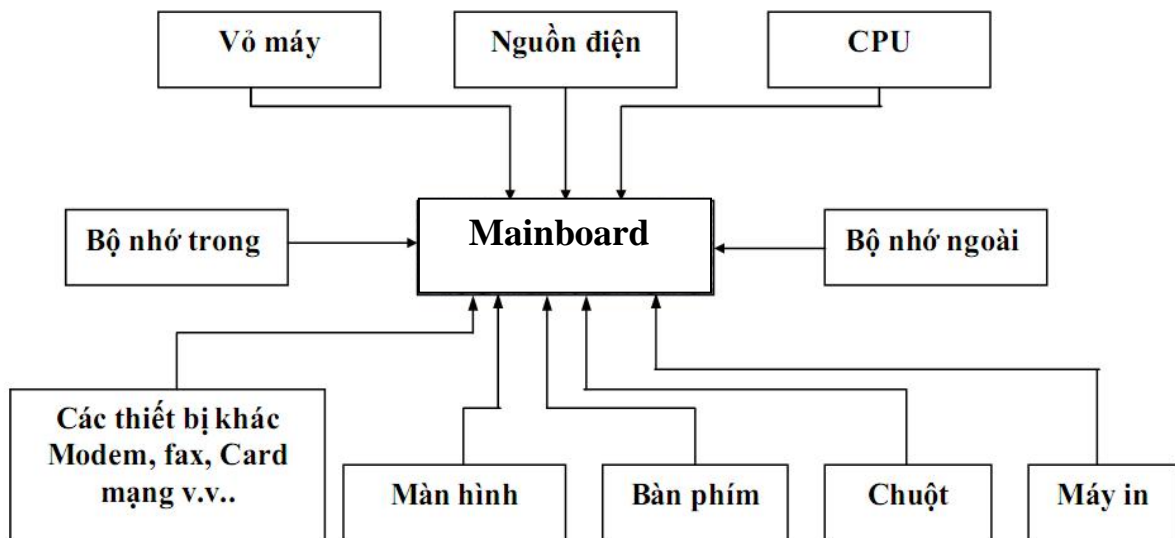 Vỏ máy
Nguồn điện
CPU
Bộ nhớ trong
Mainboard
Bộ nhớ ngoài
Các thiết bị khác
Modem, fax, Card
mạng v.v..
Màn hình
Bàn phím
Chuột
Máy in